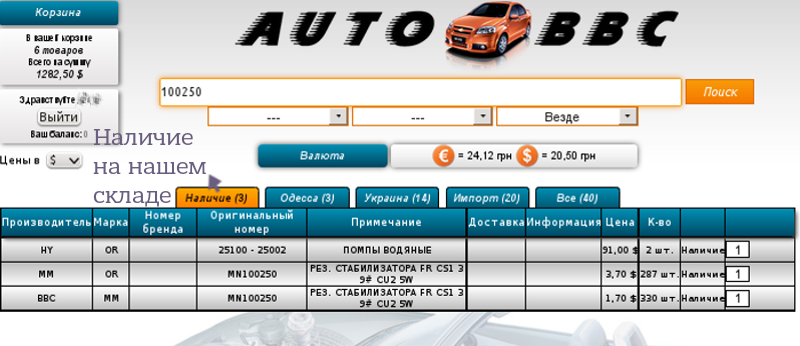 Корзина
В вашей корзине
6 товаров
Всего на сумму
1282,50 $
Здравствуйте
Выйти
Ваш баланс: 0
Цены в $
AUTO BBC
100250
Поиск
--- --- Везде
Валюта
€ = 24,12 грн $ = 20,50 грн
Наличие
на нашем
складе
Наличие (3) Одесса (3) Украина (14) Импорт (20) Все (40)
Производитель Марка Номер бренда Оригинальный номер Примечание Доставка Информация Цена К-во
HY OR 25100 - 25002 ПОМПЫ ВОДЯНЫЕ 91,00 $ 2 шт. Наличие 1
MM OR MN100250 РЕЗ. СТАБИЛИЗАТОРА FR CS1 3 9# CU2 5W 3,70 $ 287 шт. Наличие 1
BBC MM MN100250 РЕЗ. СТАБИЛИЗАТОРА FR CS1 3 9# CU2 5W 1,70 $ 330 шт. Наличие 1